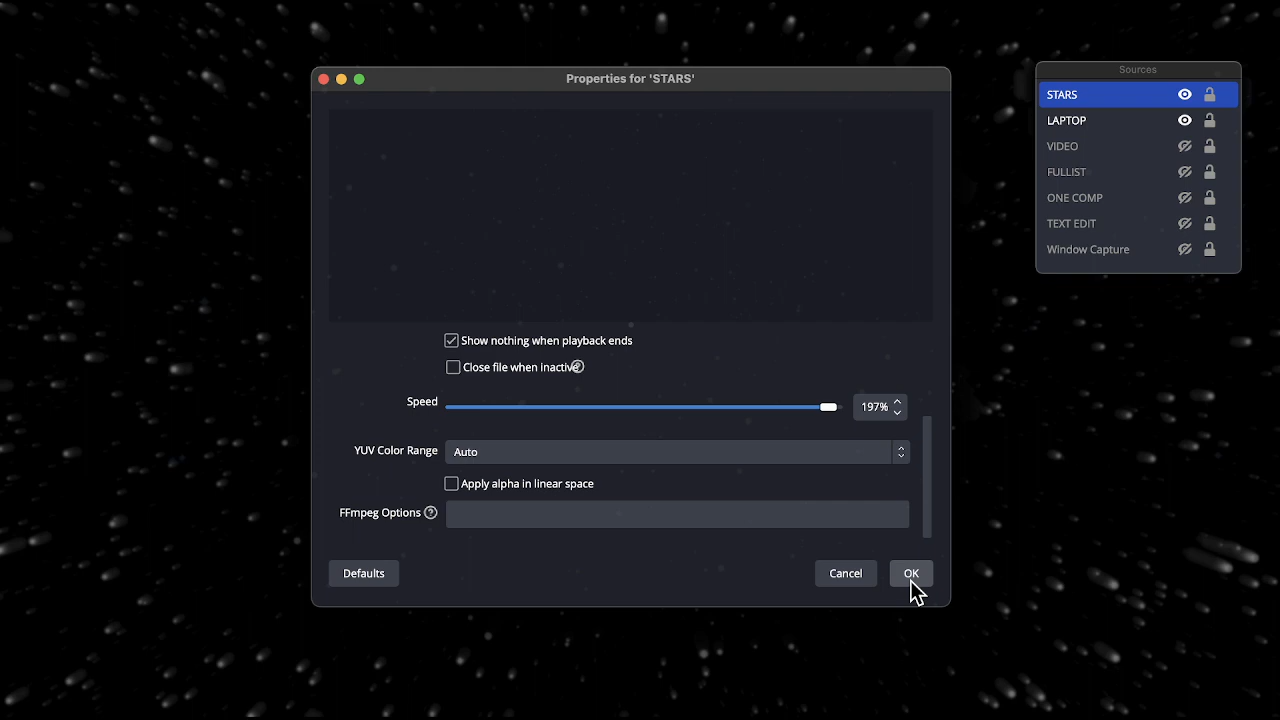 Properties for 'STARS'
Sources
STARS
LAPTOP
VIDEO
FULLIST
ONE COMP
TEXT EDIT
Window Capture
Show nothing when playback ends
Close file when inactive
Speed
197%
YUV Color Range
Auto
Apply alpha in linear space
FFmpeg Options ?
Defaults
Cancel
OK